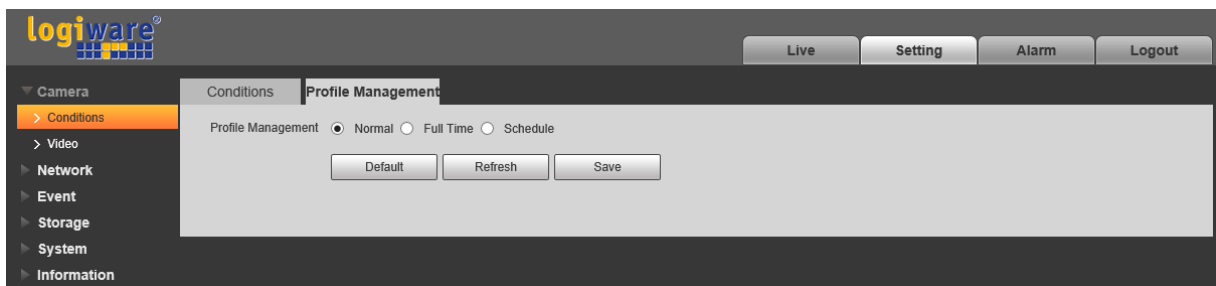 logiware®
Live Setting Alarm Logout
Camera
Conditions
Video
Network
Event
Storage
System
Information
Conditions Profile Management
Profile Management Normal Full Time Schedule
Default Refresh Save